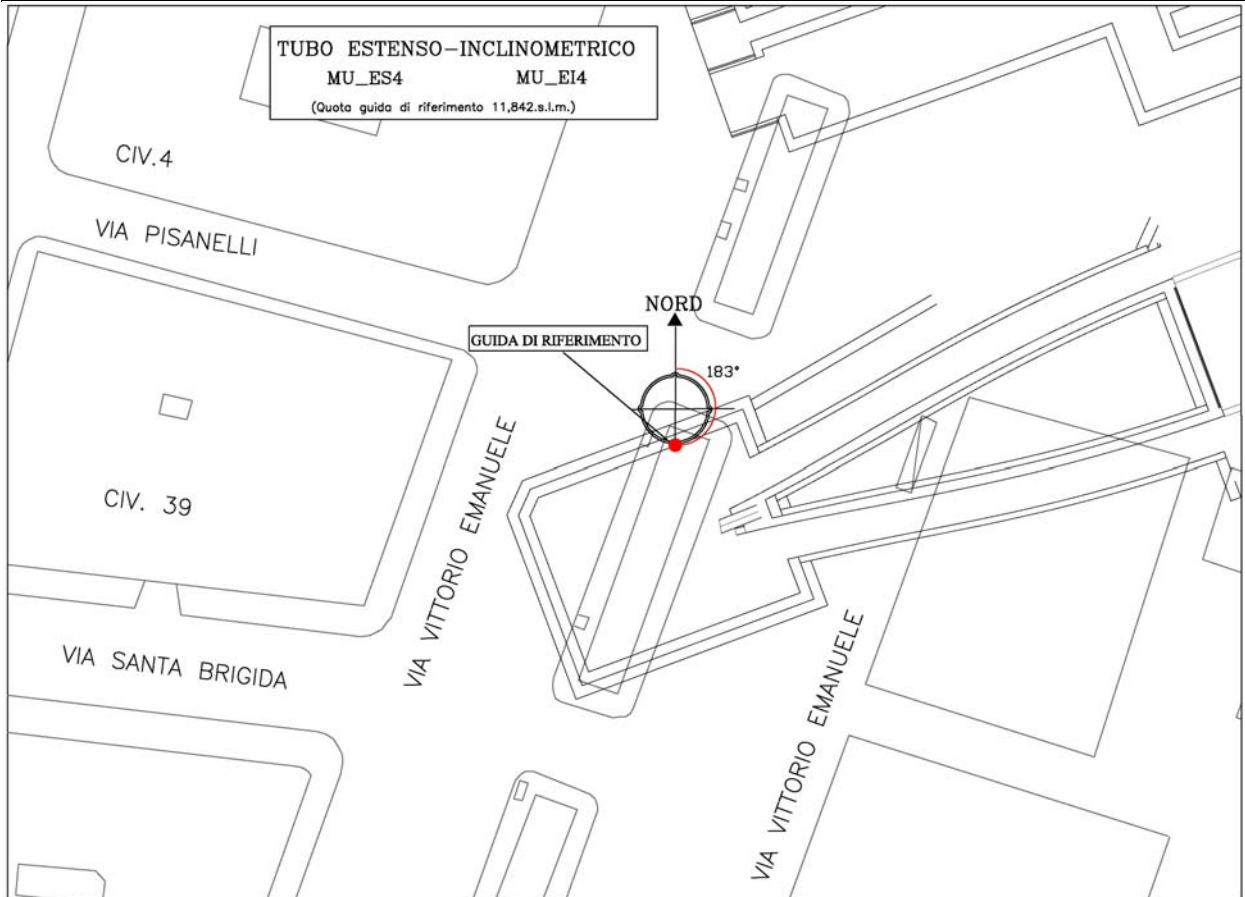 TUBO ESTENSO-INCLINOMETRICO
MU_ES4 MU_EI4
(Quota guida di riferimento 11,842.s.l.m.)
CIV.4
VIA PISANELLI
NORD
GUIDA DI RIFERIMENTO
183°
CIV. 39
VIA VITTORIO EMANUELE
VIA SANTA BRIGIDA
VIA VITTORIO EMANUELE